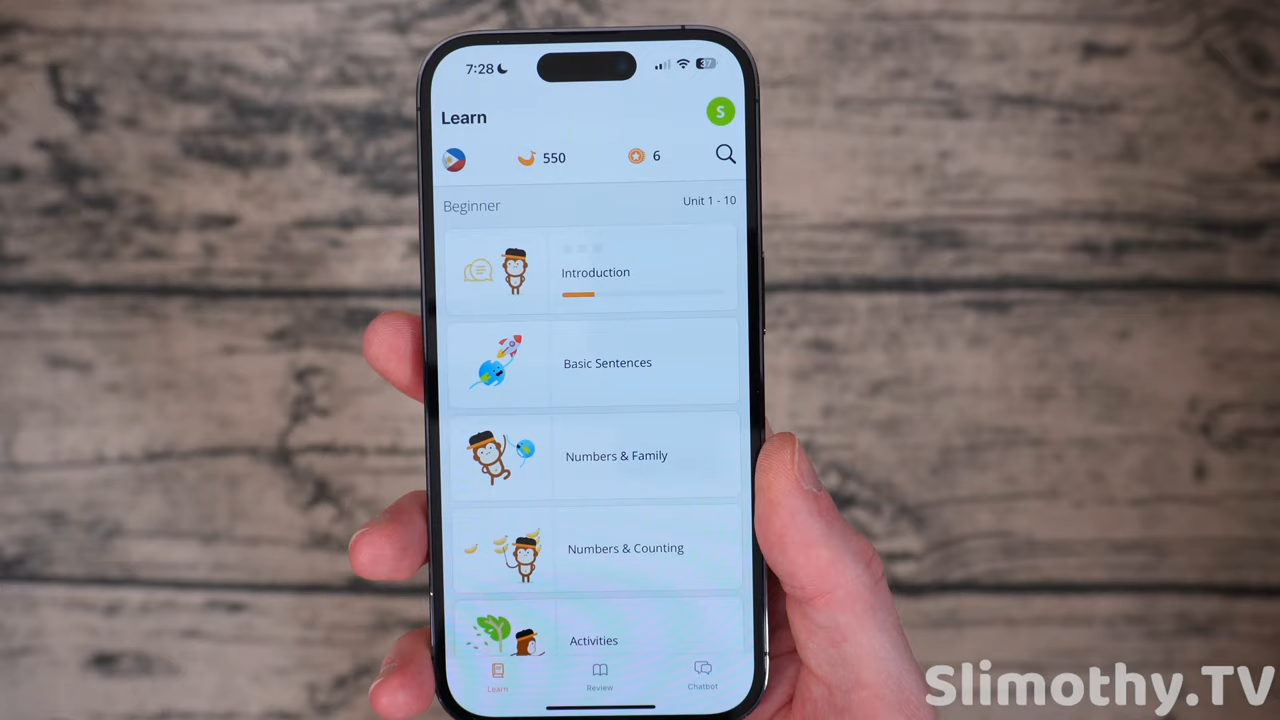 7:28
37
Learn
S
550
6
Beginner
Unit 1 - 10
Introduction
Basic Sentences
Numbers & Family
Numbers & Counting
Activities
Learn
Review
Chatbot
Slimothy.TV